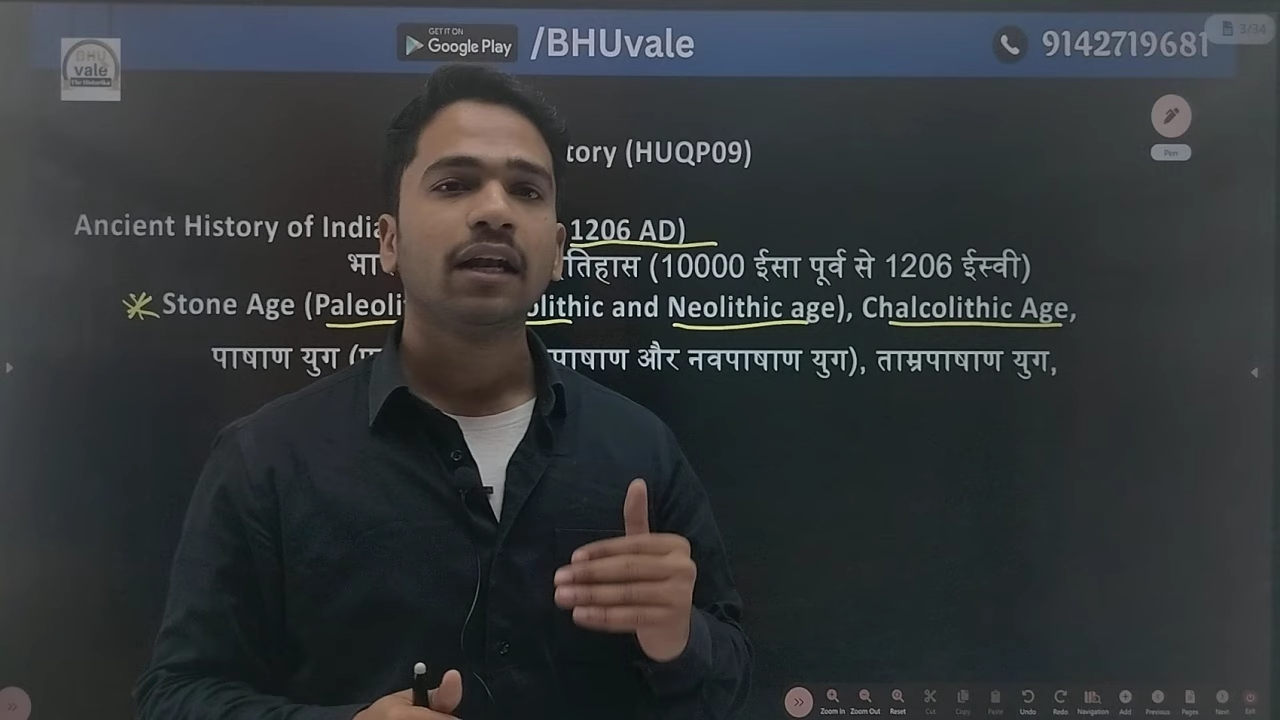 BHU
vale
The Historika
GET IT ON
Google Play
/BHUvale
9142719681
3/34
Pen
tory (HUQP09)
Ancient History of India 1206 AD)
भा तिहास (10000 ईसा पूर्व से 1206 ईस्वी)
Stone Age (Paleoli olithic and Neolithic age), Chalcolithic Age,
पाषाण युग ( पाषाण और नवपाषाण युग), ताम्रपाषाण युग,
Zoom In Zoom Out Reset Cut Copy Paste Undo Redo Navigation Add Previous Pages Next Exit